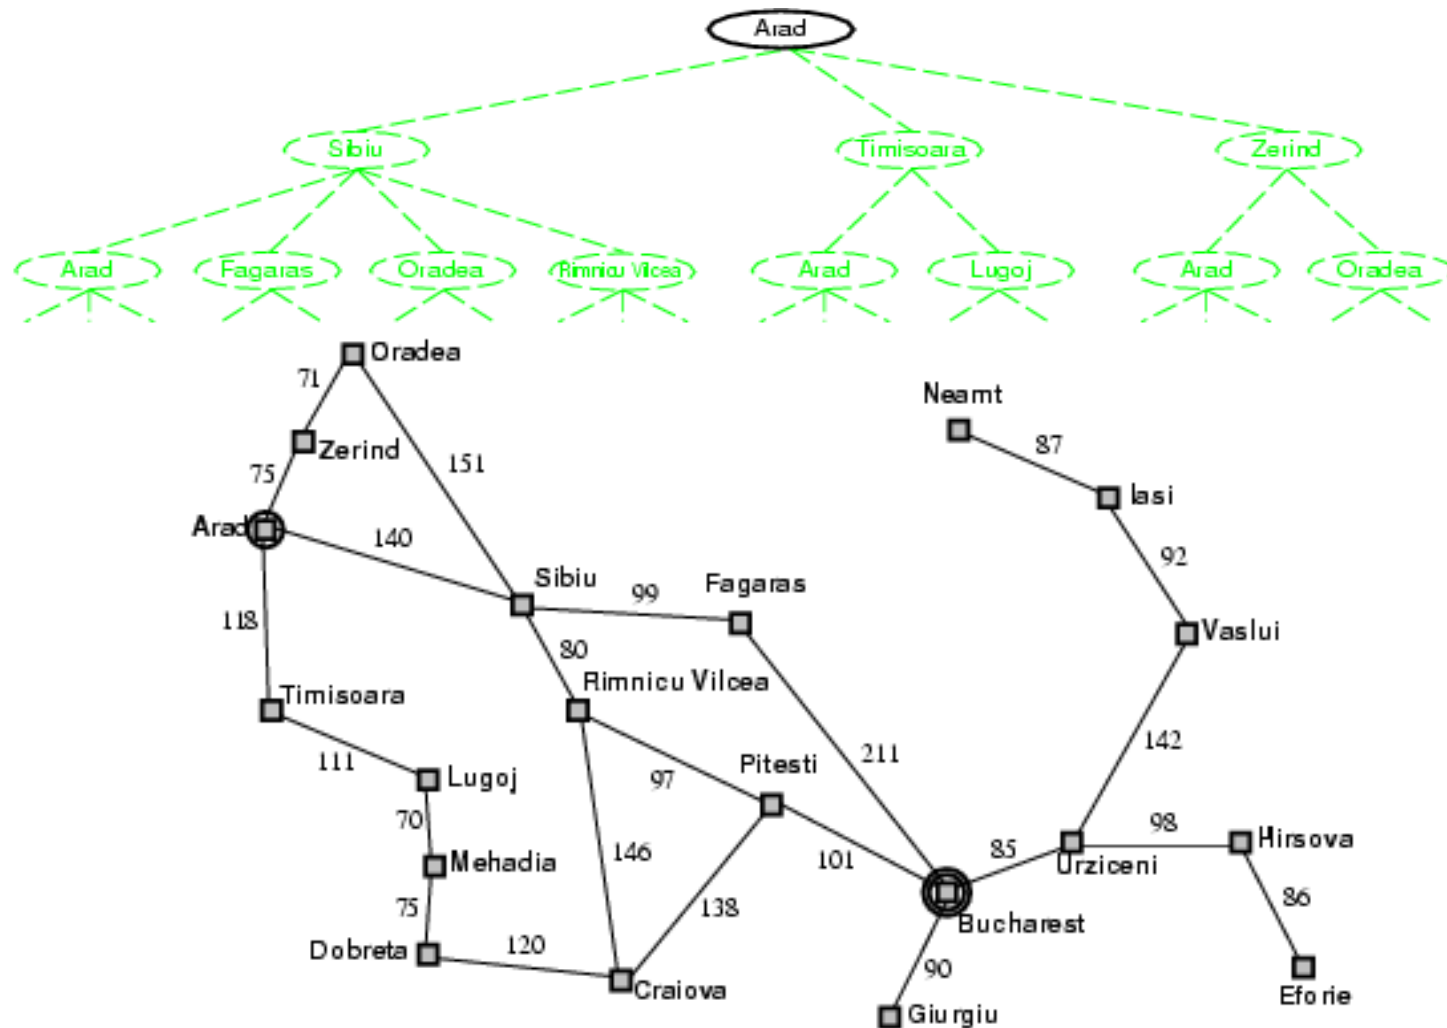 Arad
Sibiu Timisoara Zerind
Arad Fagaras Oradea Rimnicu Vilcea Arad Lugoj Arad Oradea
Oradea
71
Neamt
87
Zerind
75
151
Iasi
Arad
140
92
Sibiu
Fagaras
99
118
80
Vaslui
Rimnicu Vilcea
Timisoara
111
211
142
Lugoj
97
Pitesti
70
98
Hirsova
146
101
85
Urziceni
Mehadia
75
138
86
Bucharest
Dobreta
120
90
Craiova
Eforie
Giurgiu